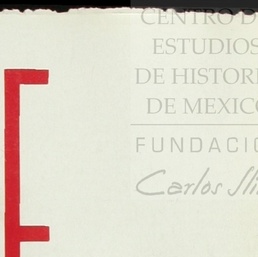 CENTRO D
ESTUDIOS
DE HISTORI
DE MEXICO
FUNDACIO
Carlos Sli
E